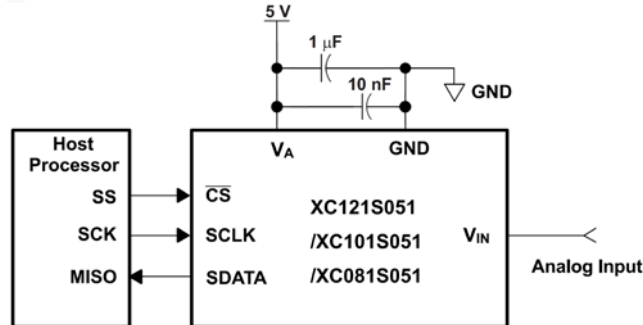 5 V
1 μF
10 nF
GND
Host
Processor
V_A
GND
SS
CS
XC121S051
SCK
SCLK
/XC101S051
V_IN
MISO
SDATA
/XC081S051
Analog Input